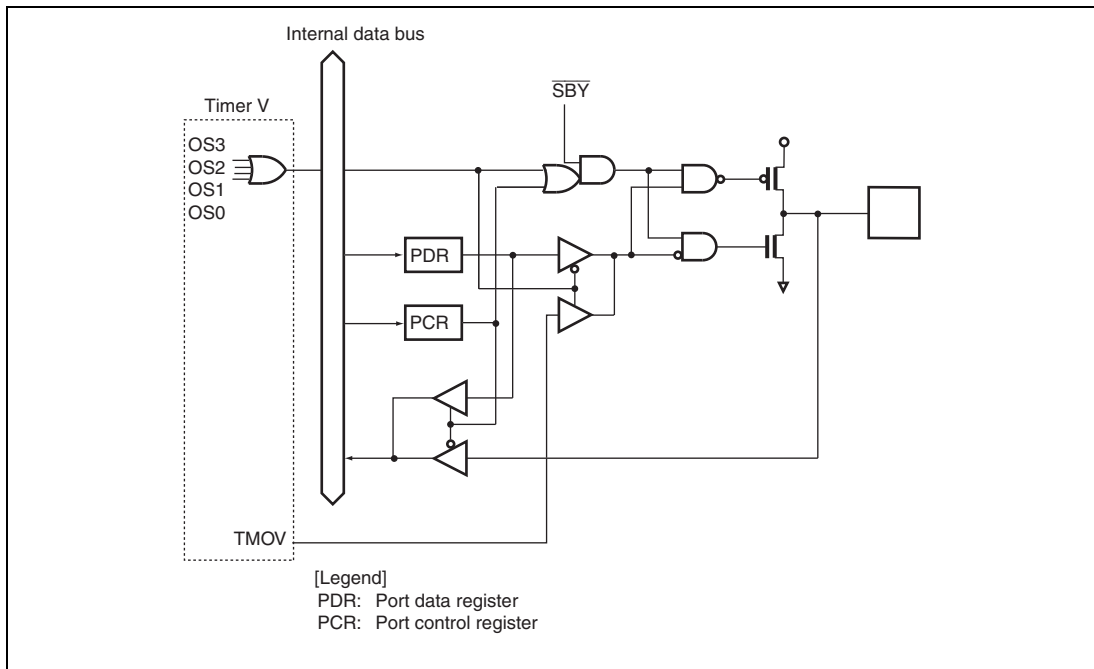 Internal data bus
SBY
Timer V
OS3
OS2
OS1
OS0
PDR
PCR
TMOV
[Legend]
PDR: Port data register
PCR: Port control register